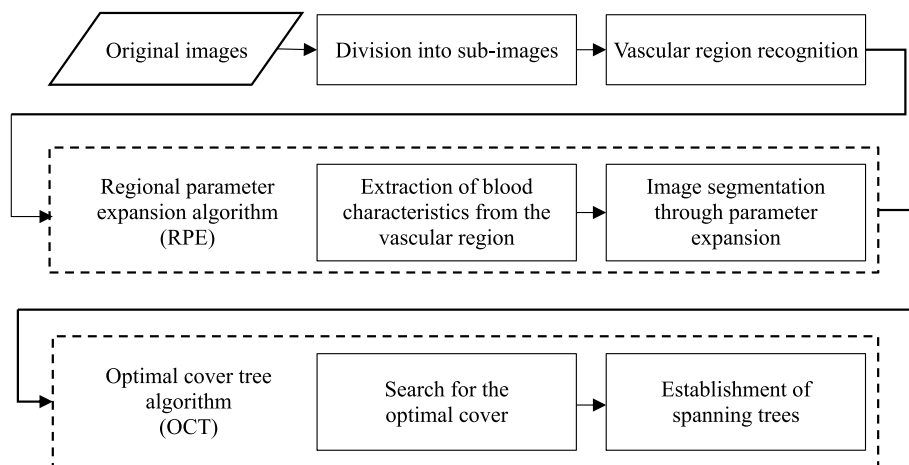 Original images
Division into sub-images
Vascular region recognition
Regional parameter
expansion algorithm
(RPE)
Extraction of blood
characteristics from the
vascular region
Image segmentation
through parameter
expansion
Optimal cover tree
algorithm
(OCT)
Search for the
optimal cover
Establishment of
spanning trees